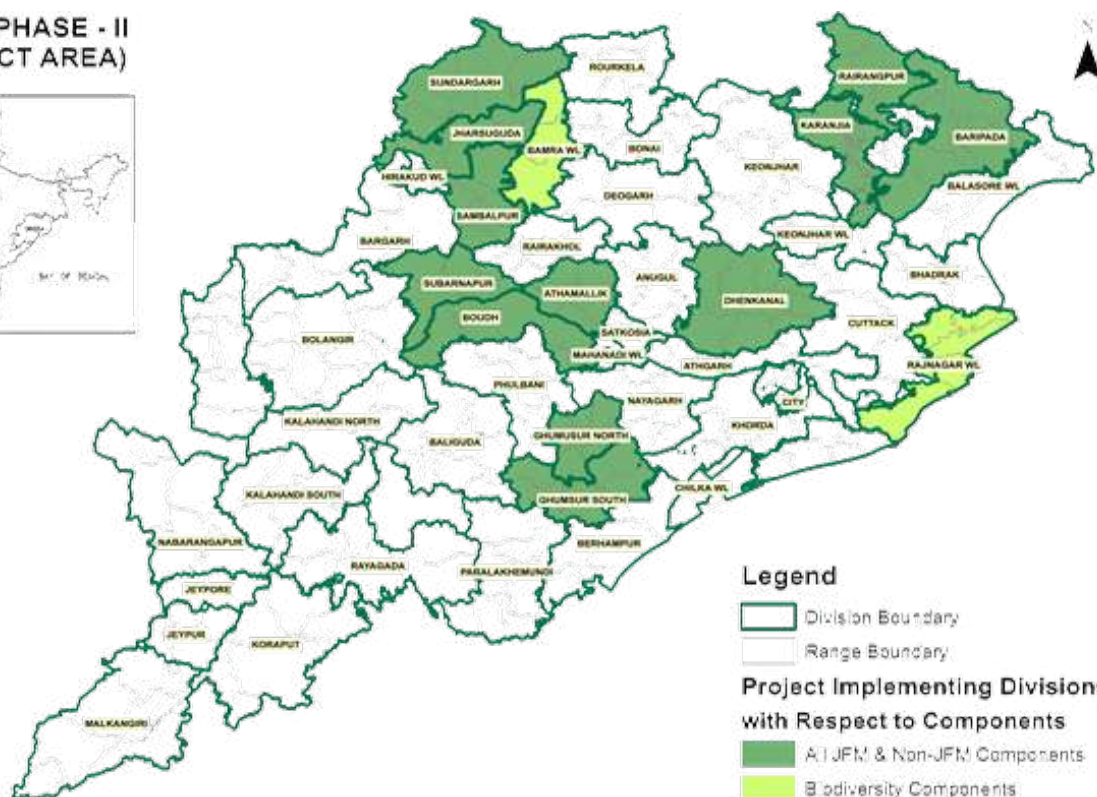 PHASE - II
CT AREA)
BAY OF BENGAL
N
SUNDARGARH
ROURKELA
RAIRANGPUR
JHARSUGUDA
KARANJIA
BAMRA WL
BONAI
KEONJHAR
BARIPADA
HIRAKUD WL
BALASORE WL
DEOGARH
SAMBALPUR
KEONJHAR WL
BARGARH
RAIRAKHOL
BHADRAK
ANUGUL
SUBARNAPUR
ATHAMALLIK
DHENKANAL
BOUDH
CUTTACK
SATKOSIA
BOLANGIR
MAHANADI WL
ATHGARH
RAJNAGAR WL
PHULBANI
NAYAGARH
CITY
KALAHANDI NORTH
KHORDA
GHUMUSUR NORTH
BALIGUDA
CHILKA WL
KALAHANDI SOUTH
GHUMSUR SOUTH
NABARANGAPUR
BERHAMPUR
RAYAGADA
PARALAKHEMUNDI
JEYPORE
JEYPUR
KORAPUT
MALKANGIRI
Legend
Division Boundary
Range Boundary
Project Implementing Division
with Respect to Components
All JFM & Non-JFM Components
Biodiversity Components